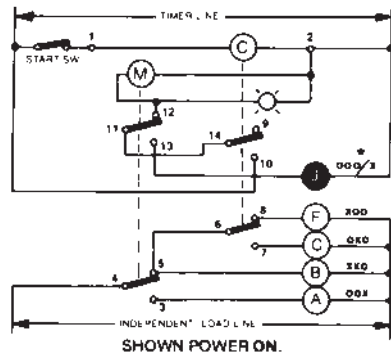 TIMER LINE
1
C
2
START SW
M
12
11
9
14
13
10
*
J
OOO/X
8
F
XOO
6
7
C
OXO
5
4
B
XXO
3
A
OOX
INDEPENDENT LOAD LINE
SHOWN POWER ON.